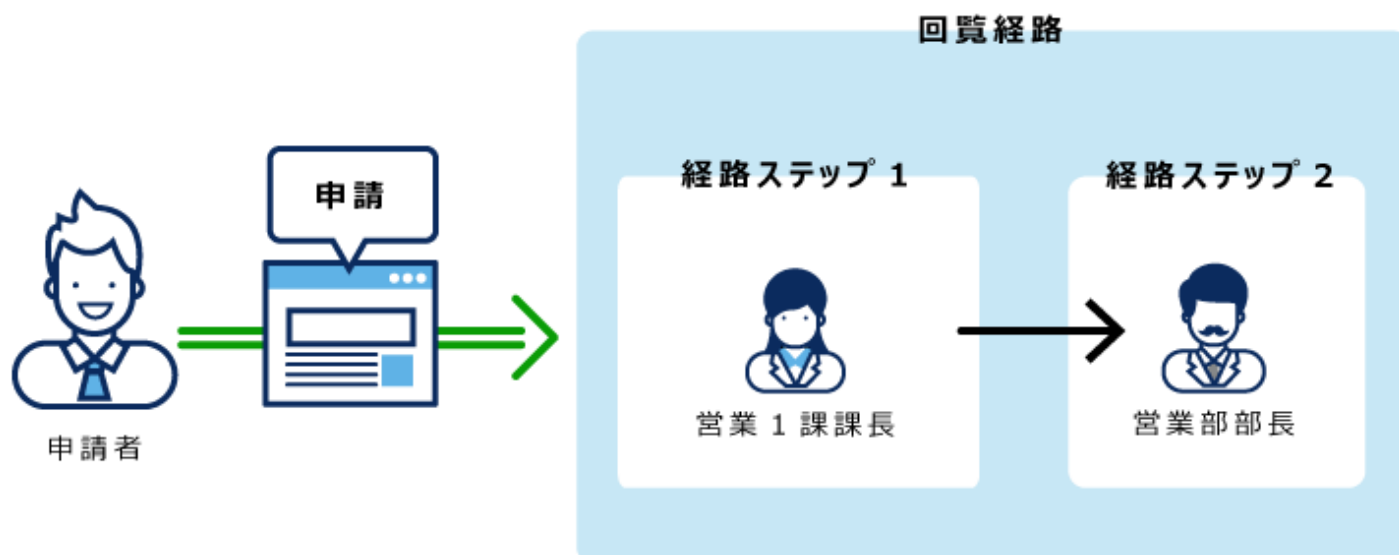 回覧経路
申請
経路ステップ 1
経路ステップ 2
申請者
営業 1 課課長
営業部部長